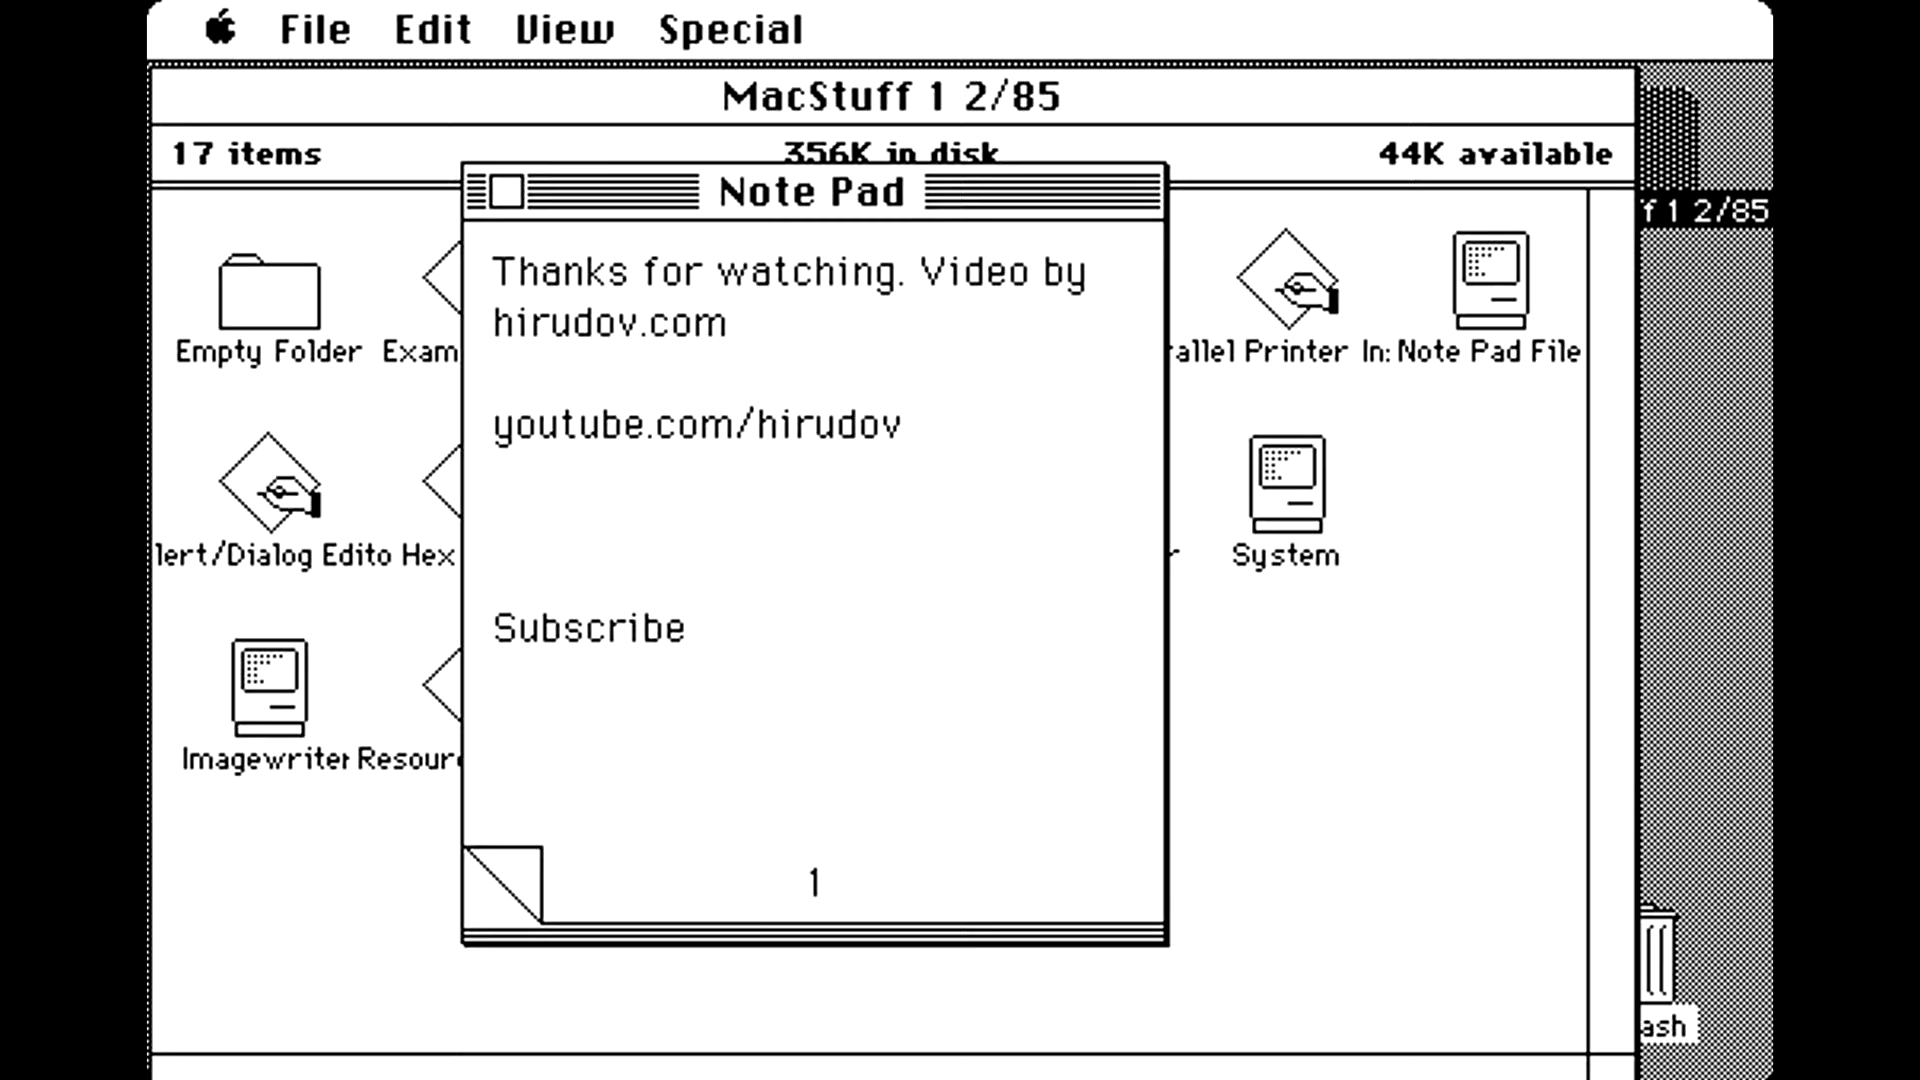 File Edit View Special
MacStuff 1 2/85
17 items 356K in disk 44K available
Note Pad
f 1 2/85
Thanks for watching. Video by
hirudov.com
youtube.com/hirudov
Subscribe
1
Empty Folder Exam
allel Printer In: Note Pad File
lert/Dialog Edito Hex
System
Imagewriter Resour
ash